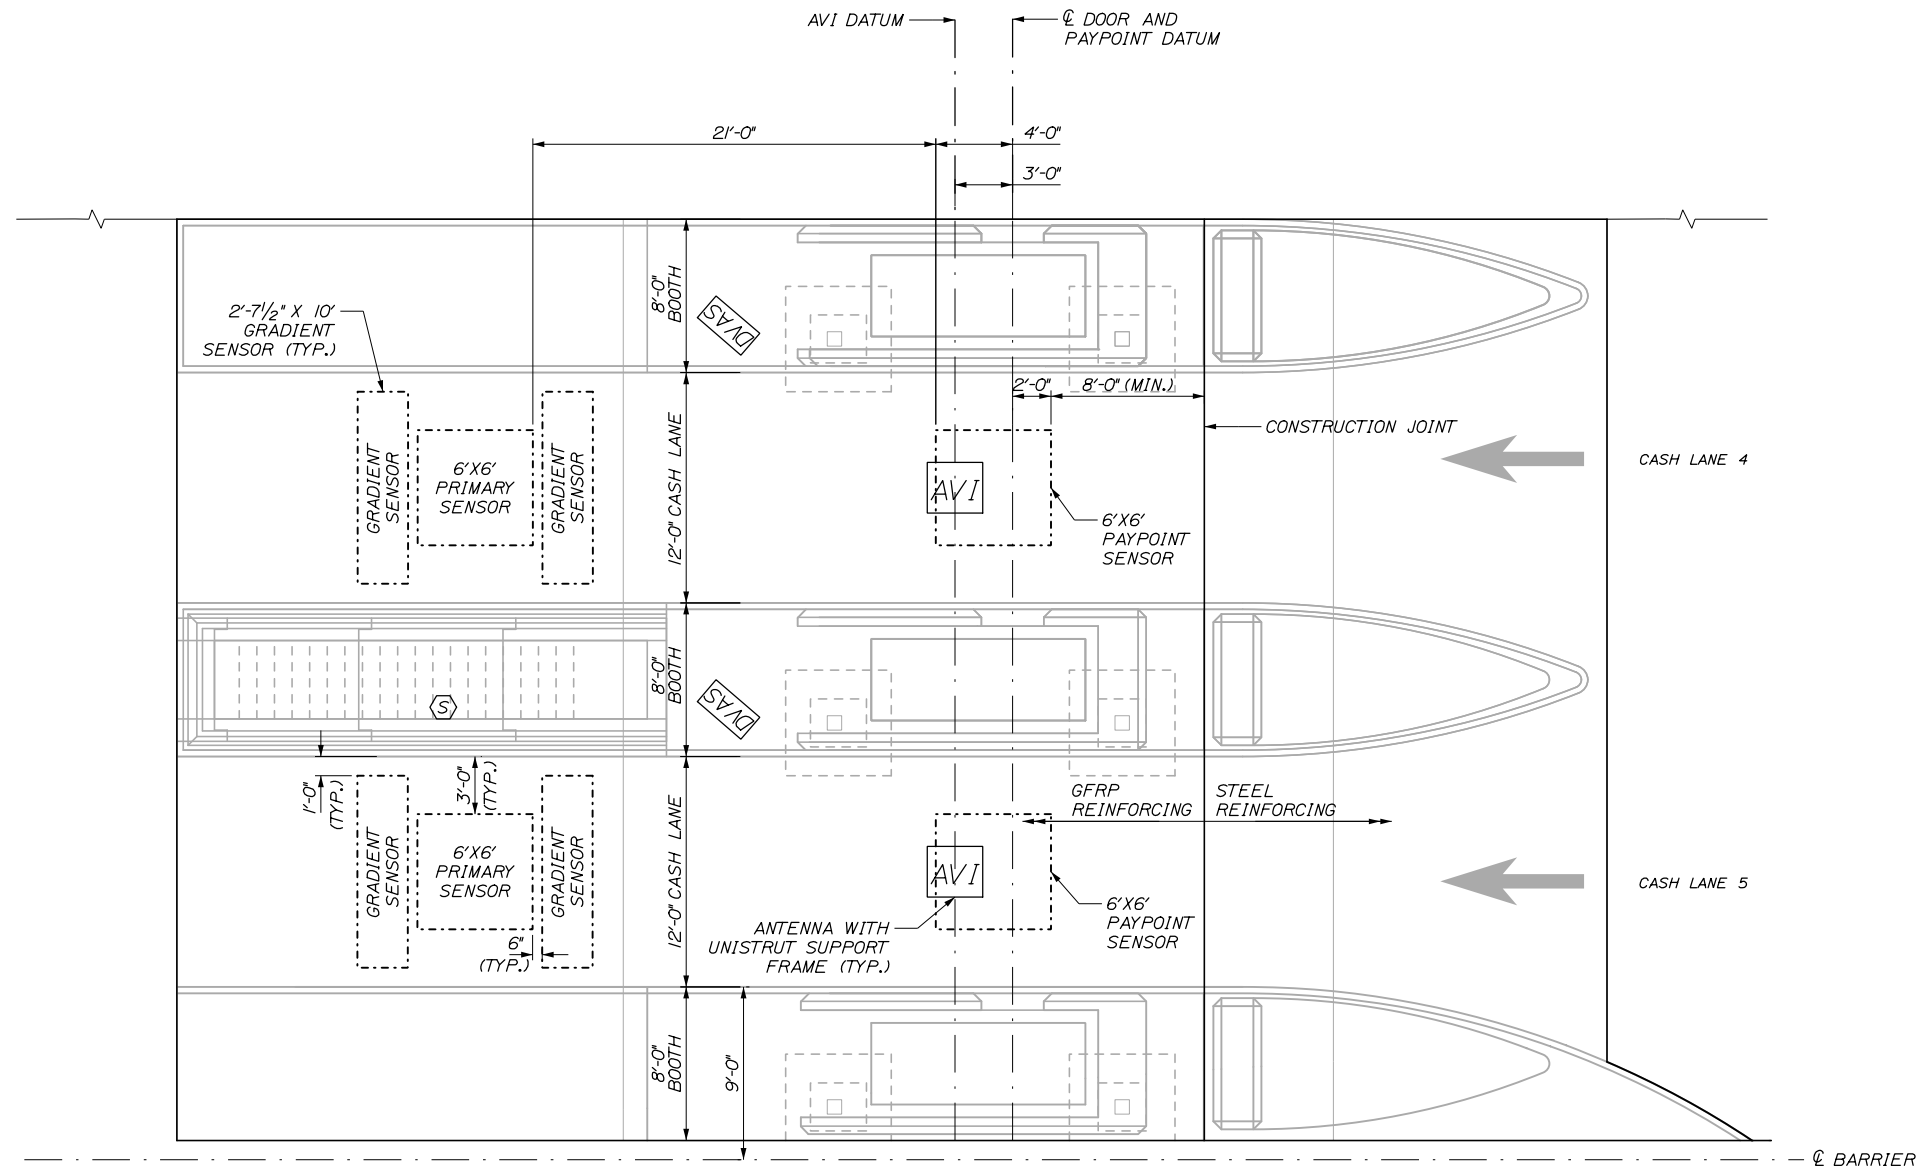 AVI DATUM
℄ DOOR AND
PAYPOINT DATUM
21'-0"
4'-0"
3'-0"
8'-0"
BOOTH
DVAS
2'-7 1/2" X 10'
GRADIENT
SENSOR (TYP.)
2'-0"
8'-0" (MIN.)
CONSTRUCTION JOINT
CASH LANE 4
GRADIENT
SENSOR
6'X6'
PRIMARY
SENSOR
GRADIENT
SENSOR
12'-0" CASH LANE
AVI
6'X6'
PAYPOINT
SENSOR
S
8'-0"
BOOTH
DVAS
1'-0"
(TYP.)
3'-0"
(TYP.)
GFRP
REINFORCING
STEEL
REINFORCING
GRADIENT
SENSOR
6'X6'
PRIMARY
SENSOR
GRADIENT
SENSOR
12'-0" CASH LANE
AVI
CASH LANE 5
6"
(TYP.)
ANTENNA WITH
UNISTRUT SUPPORT
FRAME (TYP.)
6'X6'
PAYPOINT
SENSOR
8'-0"
BOOTH
9'-0"
℄ BARRIER